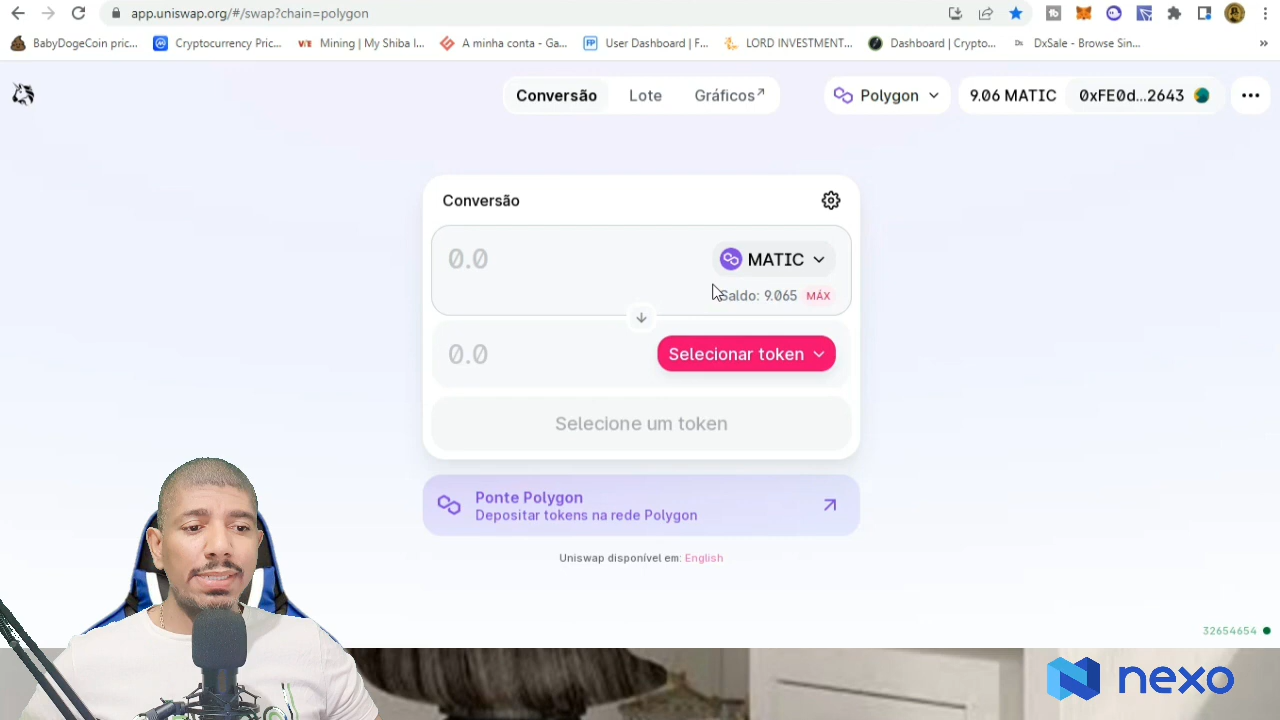 app.uniswap.org/#/swap?chain=polygon
BabyDogeCoin pric... Cryptocurrency Pric... Mining | My Shiba I... A minha conta - Ga... User Dashboard | F... LORD INVESTMENT... Dashboard | Crypto... DxSale - Browse Sin... »
Conversão Lote Gráficos↗ Polygon 9.06 MATIC 0xFE0d...2643
Conversão
0.0 MATIC
Saldo: 9.065 MÁX
0.0 Selecionar token
Selecione um token
Ponte Polygon
Depositar tokens na rede Polygon
Uniswap disponível em: English
32654654
nexo